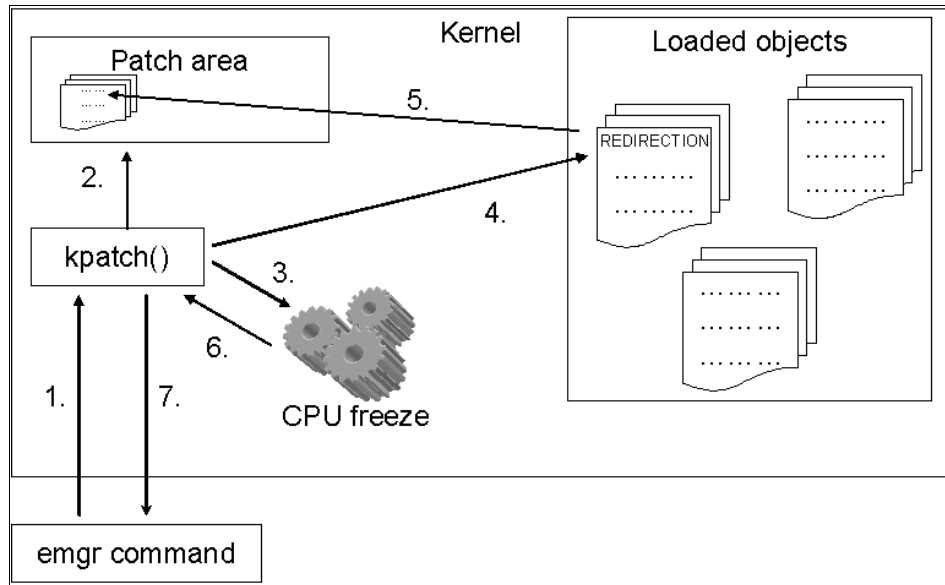 Kernel
Patch area
Loaded objects
5.
REDIRECTION
2.
4.
kpatch()
3.
6.
1.
7.
CPU freeze
emgr command